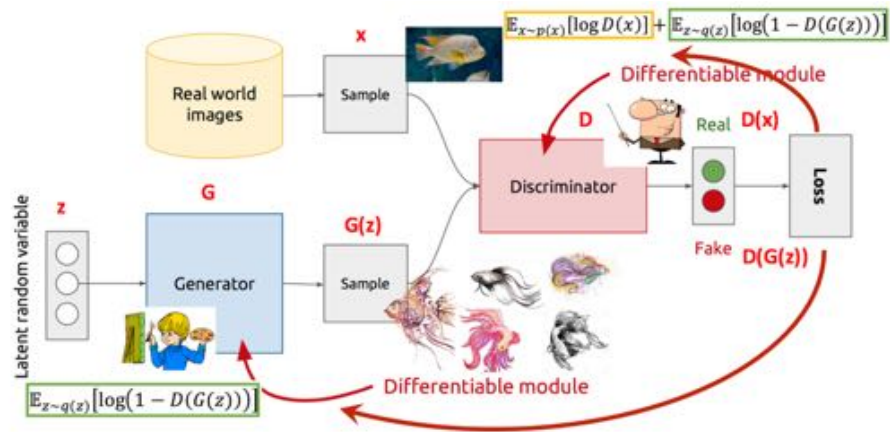 x
𝔼x~p(x)[log D(x)] + 𝔼z~q(z)[log(1 − D(G(z)))]
Real world
images
Sample
Differentiable module
D
Real
D(x)
Discriminator
Loss
Fake
D(G(z))
z
Latent random variable
G
Generator
G(z)
Sample
Differentiable module
𝔼z~q(z)[log(1 − D(G(z)))]